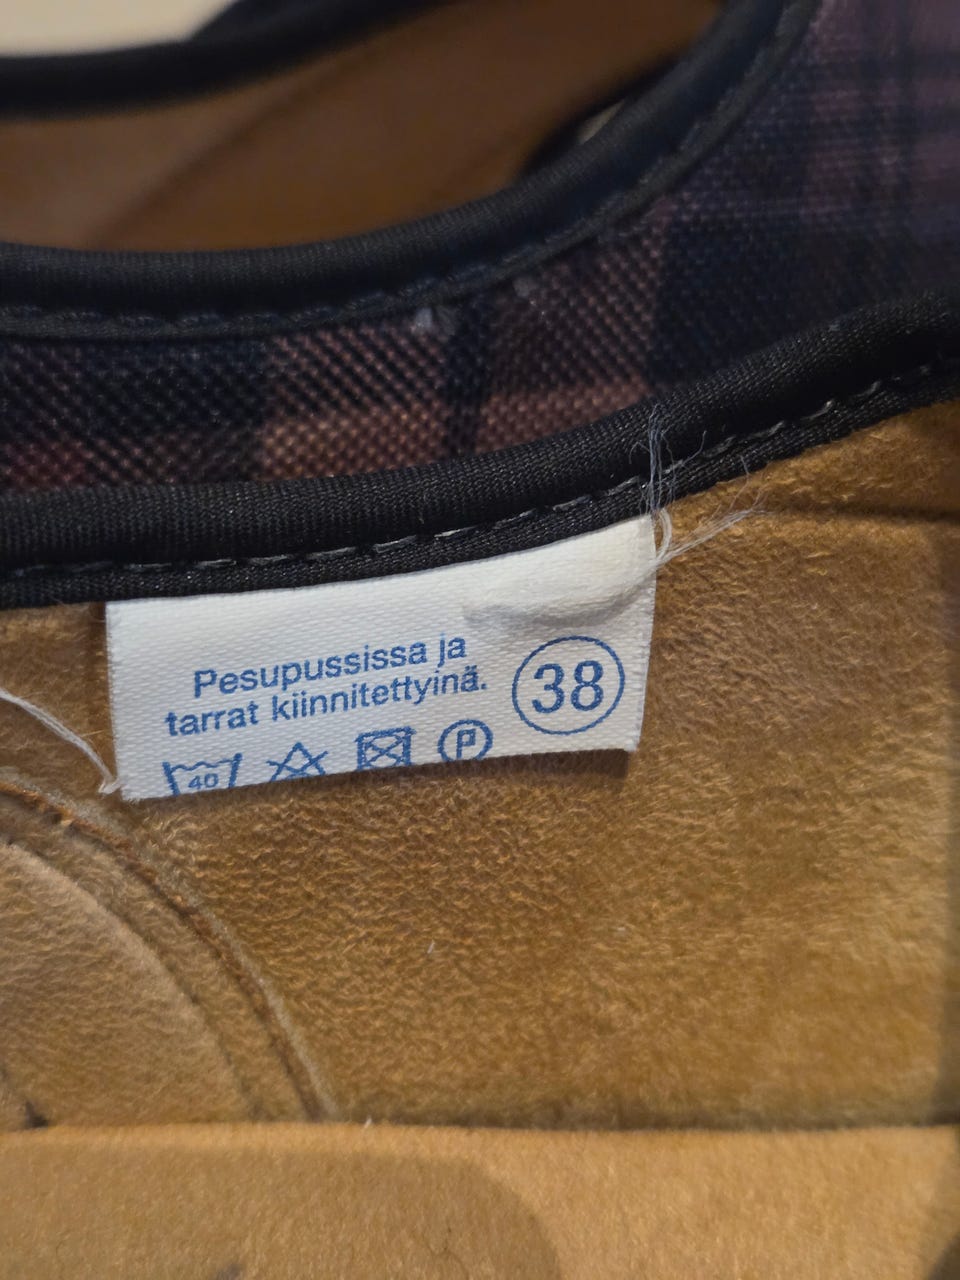 Pesupussissa ja
tarrat kiinnitettyinä.
38
40 P